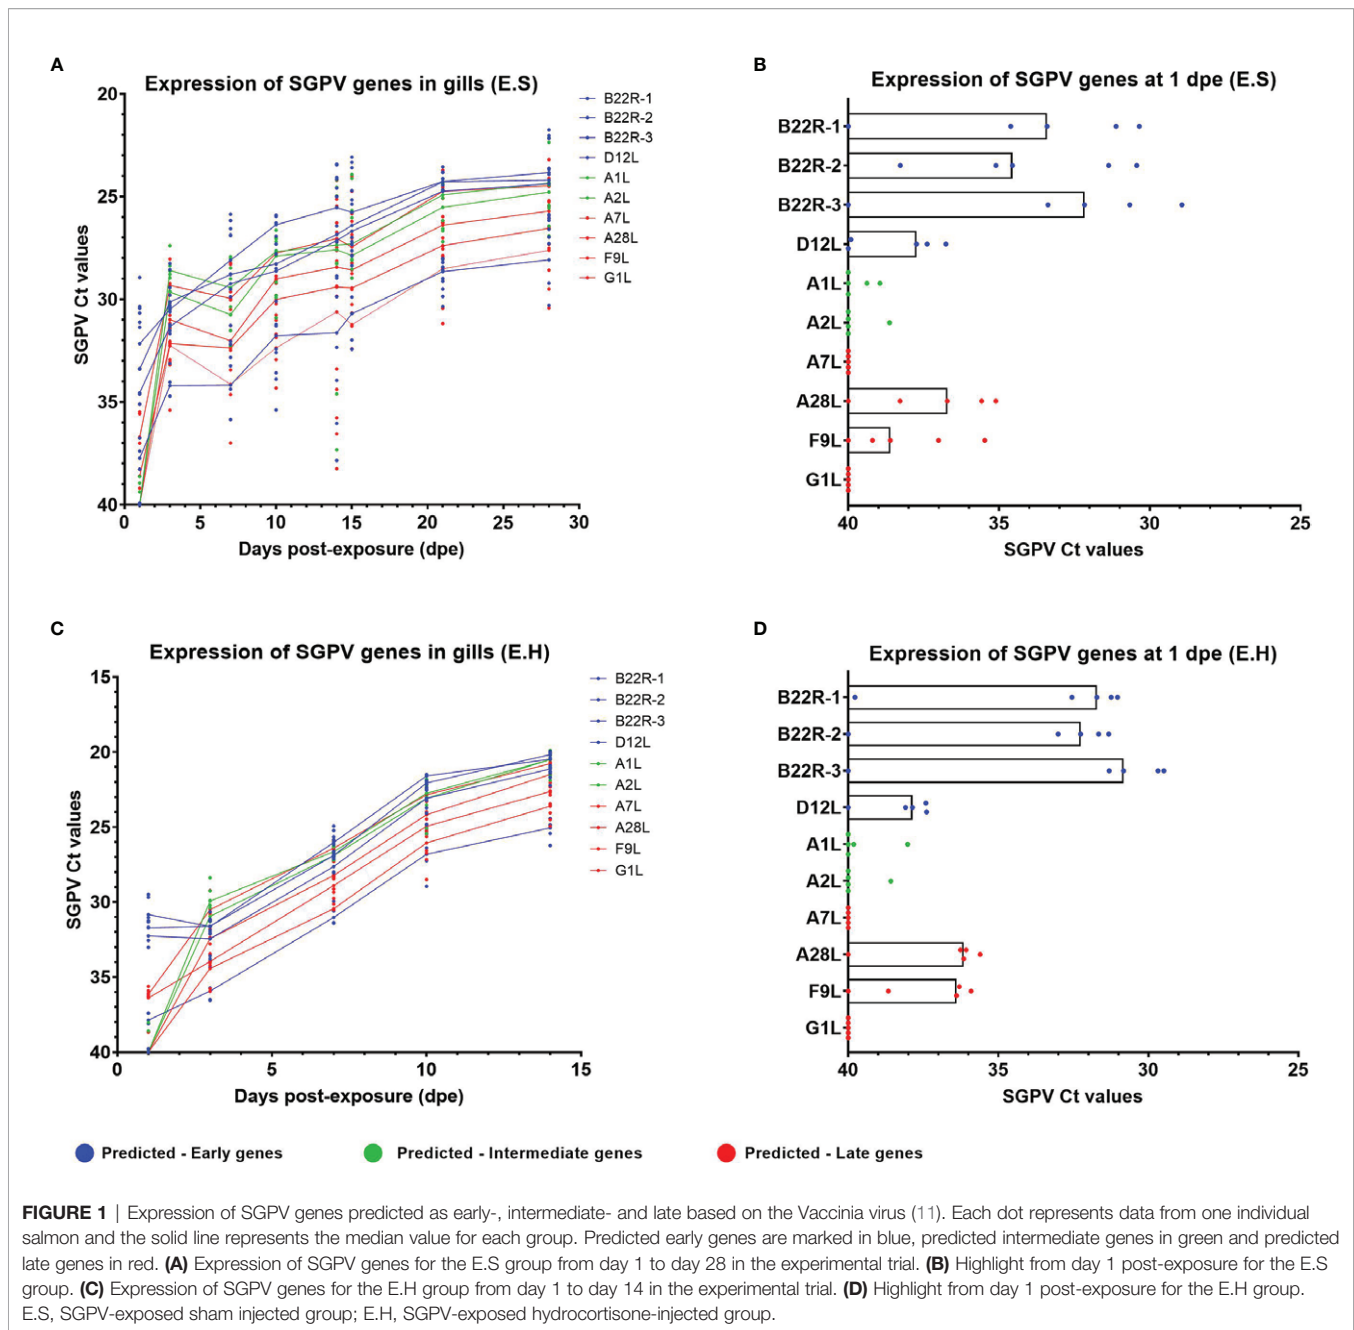 A
Expression of SGPV genes in gills (E.S)
20
25
30
35
40
SGPV Ct values
0 5 10 15 20 25 30
Days post-exposure (dpe)
B22R-1
B22R-2
B22R-3
D12L
A1L
A2L
A7L
A28L
F9L
G1L
B
Expression of SGPV genes at 1 dpe (E.S)
B22R-1
B22R-2
B22R-3
D12L
A1L
A2L
A7L
A28L
F9L
G1L
40 35 30 25
SGPV Ct values
C
Expression of SGPV genes in gills (E.H)
15
20
25
30
35
40
SGPV Ct values
0 5 10 15
Days post-exposure (dpe)
B22R-1
B22R-2
B22R-3
D12L
A1L
A2L
A7L
A28L
F9L
G1L
D
Expression of SGPV genes at 1 dpe (E.H)
B22R-1
B22R-2
B22R-3
D12L
A1L
A2L
A7L
A28L
F9L
G1L
40 35 30 25
SGPV Ct values
Predicted - Early genes Predicted - Intermediate genes Predicted - Late genes
FIGURE 1 | Expression of SGPV genes predicted as early-, intermediate- and late based on the Vaccinia virus (11). Each dot represents data from one individual
salmon and the solid line represents the median value for each group. Predicted early genes are marked in blue, predicted intermediate genes in green and predicted
late genes in red. (A) Expression of SGPV genes for the E.S group from day 1 to day 28 in the experimental trial. (B) Highlight from day 1 post-exposure for the E.S
group. (C) Expression of SGPV genes for the E.H group from day 1 to day 14 in the experimental trial. (D) Highlight from day 1 post-exposure for the E.H group.
E.S, SGPV-exposed sham injected group; E.H, SGPV-exposed hydrocortisone-injected group.